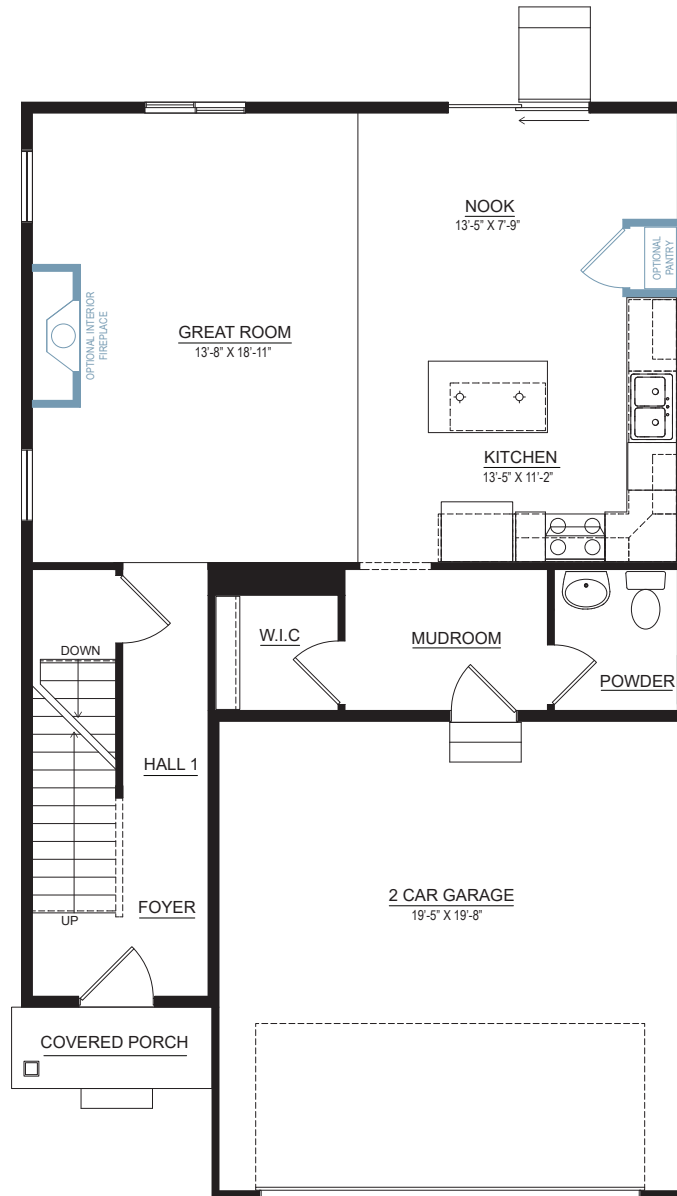 NOOK
13'-5" X 7'-9"
OPTIONAL
PANTRY
OPTIONAL INTERIOR
FIREPLACE
GREAT ROOM
13'-8" X 18'-11"
KITCHEN
13'-5" X 11'-2"
W.I.C
MUDROOM
DOWN
POWDER
HALL 1
2 CAR GARAGE
19'-5" X 19'-8"
FOYER
UP
COVERED PORCH